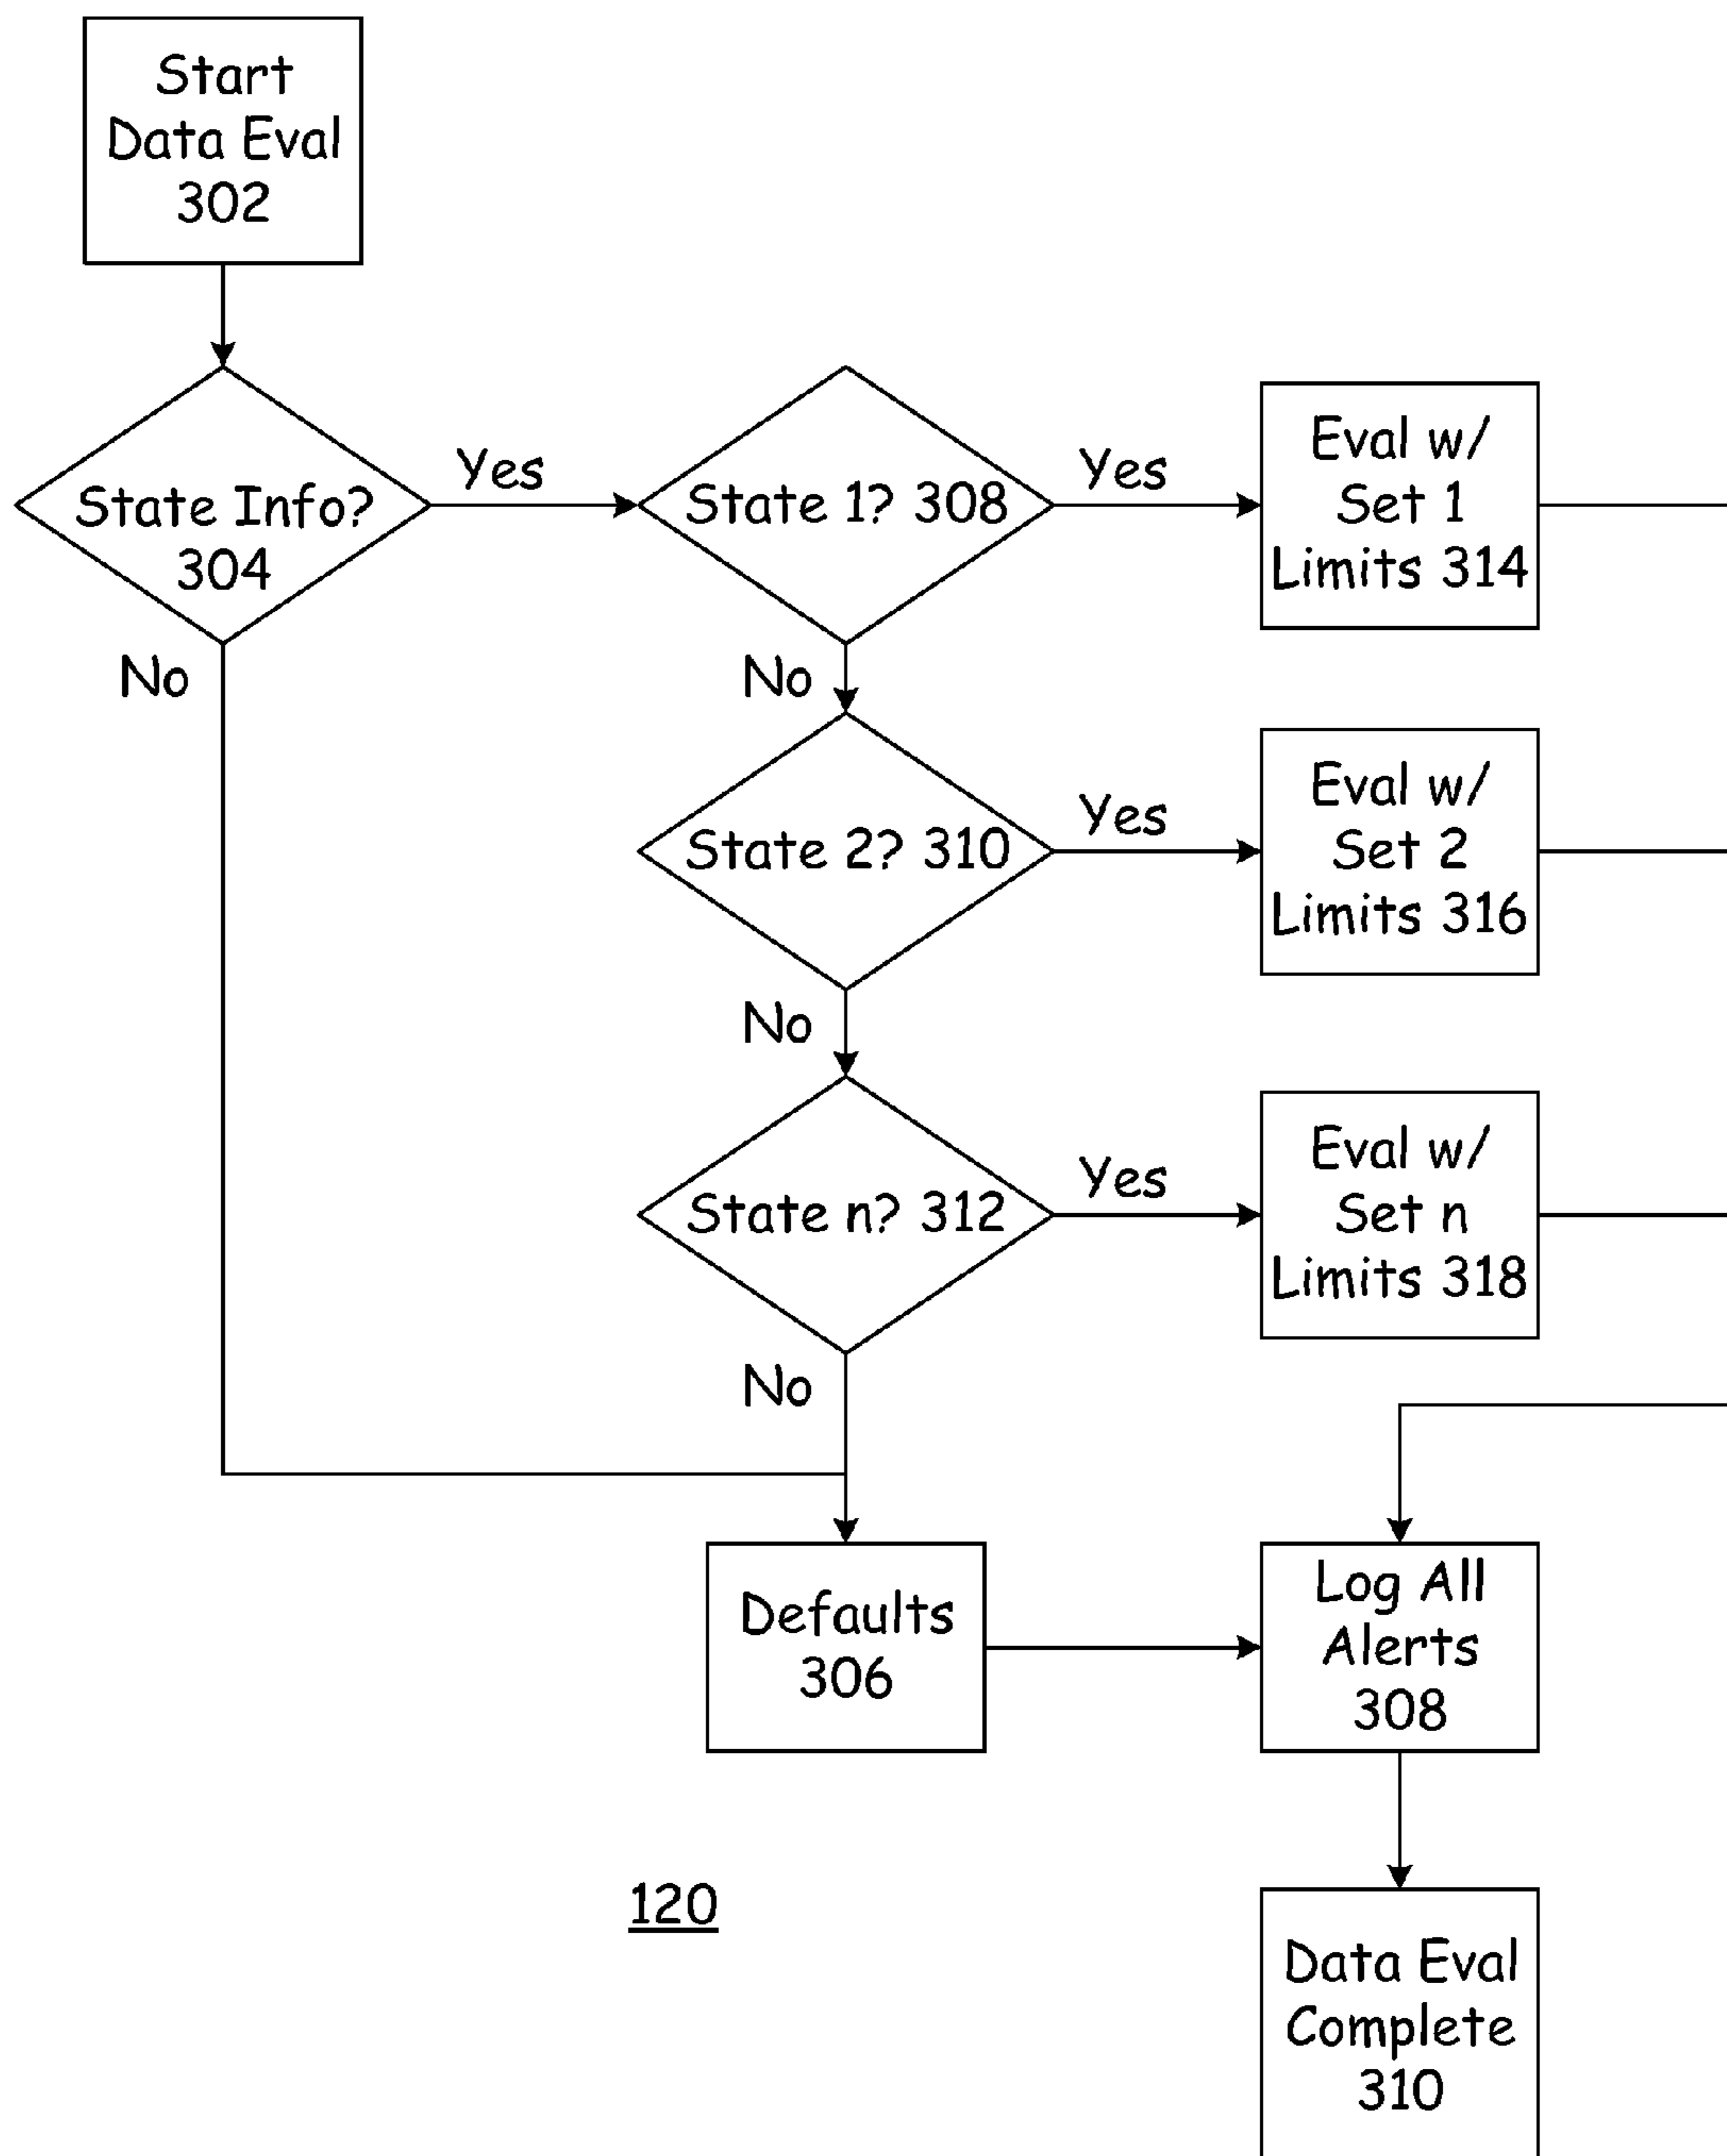 Start
Data Eval
302
State Info?
304
Yes
No
State 1? 308
Yes
No
Eval w/
Set 1
Limits 314
State 2? 310
Yes
No
Eval w/
Set 2
Limits 316
State n? 312
Yes
No
Eval w/
Set n
Limits 318
Defaults
306
Log All
Alerts
308
120
Data Eval
Complete
310